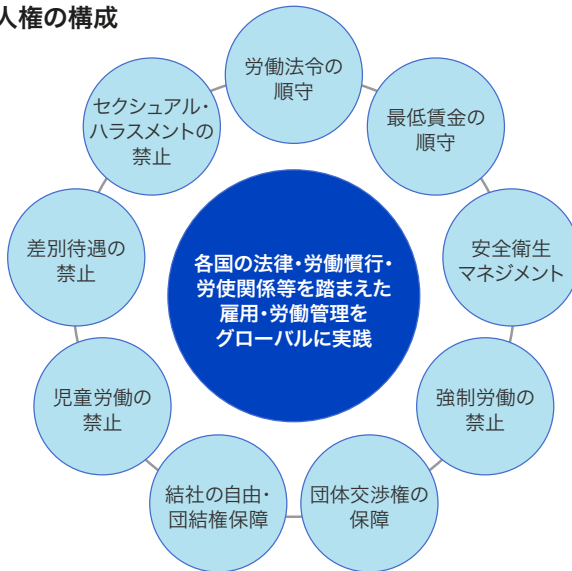 人権の構成
労働法令の
順守
最低賃金の
順守
安全衛生
マネジメント
強制労働の
禁止
団体交渉権の
保障
結社の自由・
団結権保障
児童労働の
禁止
差別待遇の
禁止
セクシュアル・
ハラスメントの
禁止
各国の法律・労働慣行・
労使関係等を踏まえた
雇用・労働管理を
グローバルに実践